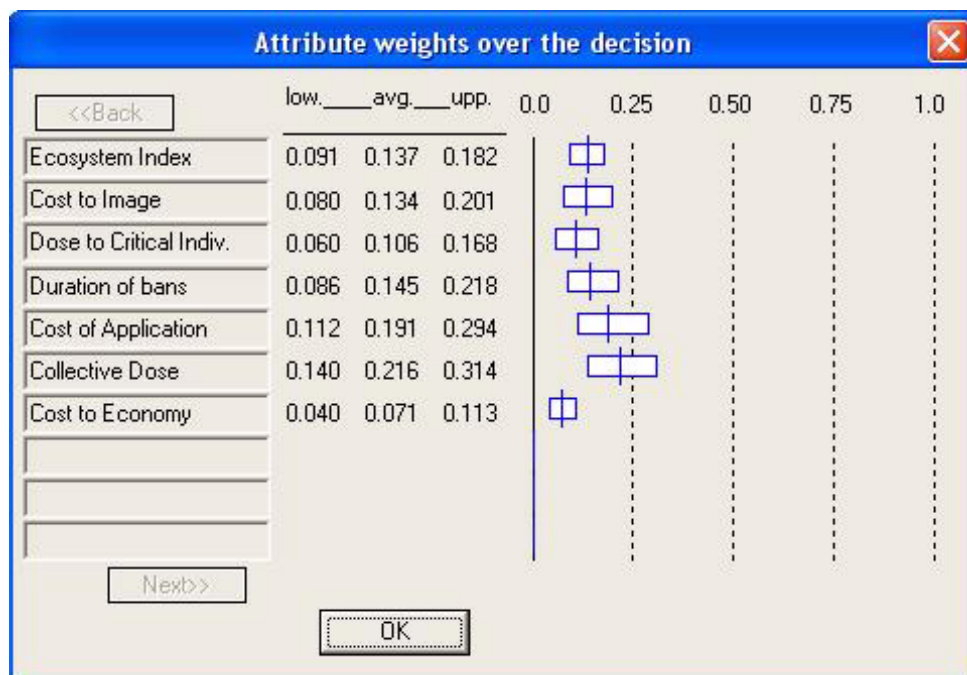 Attribute weights over the decision
<<Back low.____avg.___upp. 0.0 0.25 0.50 0.75 1.0
Ecosystem Index 0.091 0.137 0.182
Cost to Image 0.080 0.134 0.201
Dose to Critical Indiv. 0.060 0.106 0.168
Duration of bans 0.086 0.145 0.218
Cost of Application 0.112 0.191 0.294
Collective Dose 0.140 0.216 0.314
Cost to Economy 0.040 0.071 0.113
Next>>
OK